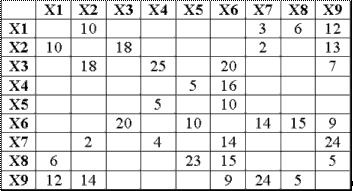 X1 X2 X3 X4 X5 X6 X7 X8 X9
X1 10 3 6 12
X2 10 18 2 13
X3 18 25 20 7
X4 5 16
X5 5 10
X6 20 10 14 15 9
X7 2 4 14 24
X8 6 23 15 5
X9 12 14 9 24 5